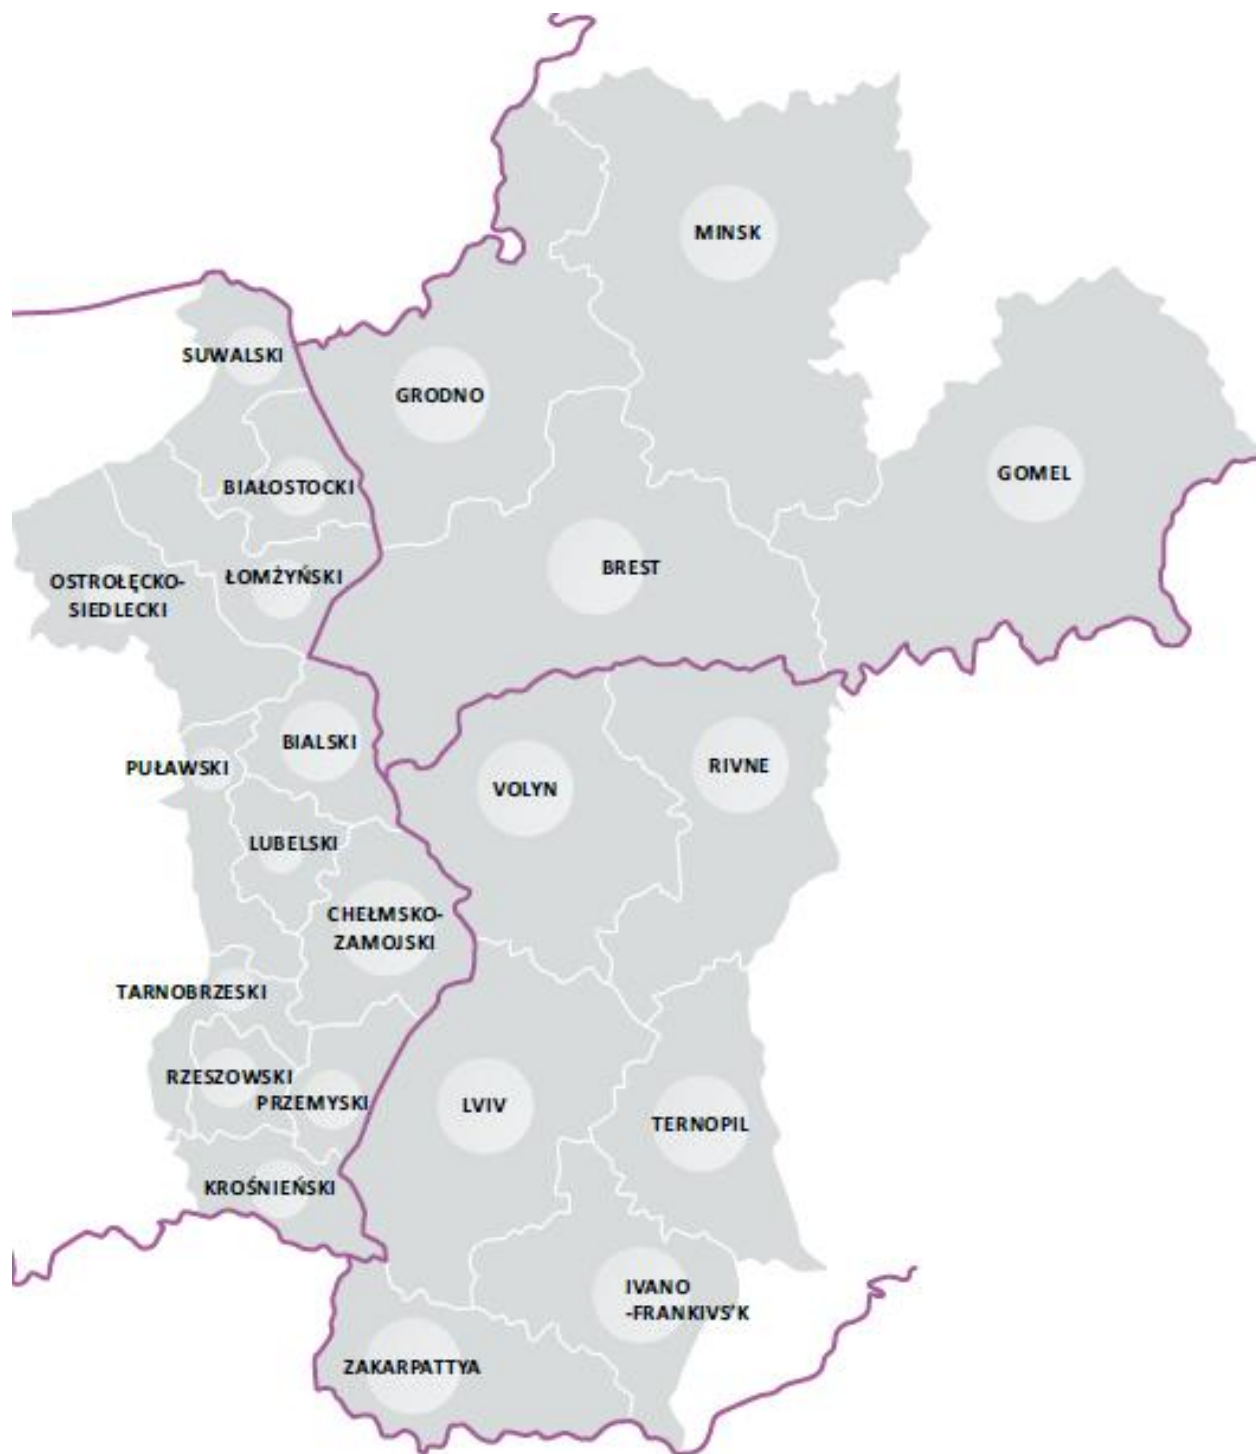 MINSK
SUWALSKI
GRODNO
GOMEL
BIAŁOSTOCKI
BREST
ŁOMŻYŃSKI
OSTROŁĘCKO-
SIEDLECKI
BIALSKI
PUŁAWSKI
RIVNE
VOLYN
LUBELSKI
CHEŁMSKO-
ZAMOJSKI
TARNOBRZESKI
RZESZOWSKI
PRZEMYSKI
LVIV
TERNOPIL
KROŚNIEŃSKI
IVANO
-FRANKIVS’K
ZAKARPATTYA